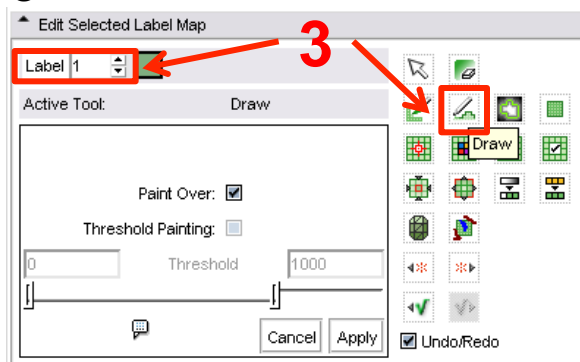 Edit Selected Label Map
3
Label 1
Active Tool: Draw
Draw
Paint Over:
Threshold Painting:
0 Threshold 1000
Cancel Apply
Undo/Redo